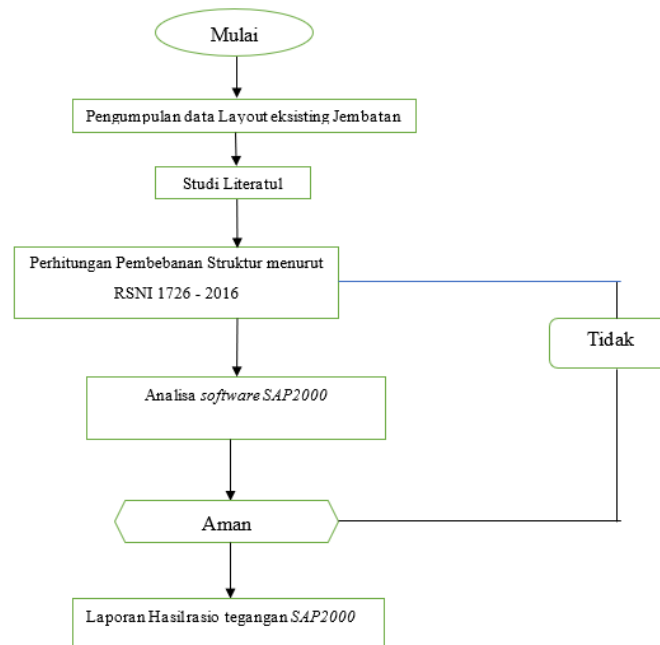 Mulai
Pengumpulan data Layout eksisting Jembatan
Studi Literatul
Perhitungan Pembebanan Struktur menurut
RSNI 1726 - 2016
Tidak
Analisa software SAP2000
Aman
Laporan Hasilrasio tegangan SAP2000